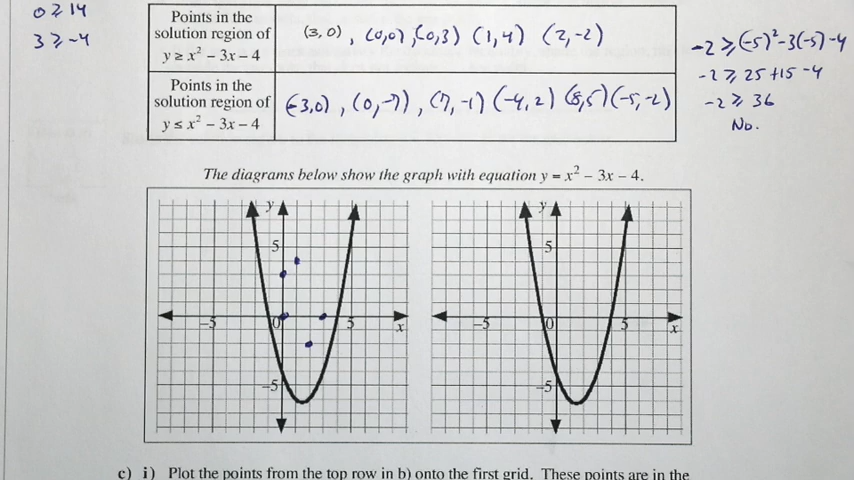 0 ≥ 14
3 ≥ -4
Points in the
solution region of
y ≥ x² – 3x – 4
(3, 0), (0,0), (0,3) (1,4) (2,-2)
Points in the
solution region of
y ≤ x² – 3x – 4
(-3,0), (0,-7), (7,-1) (-4,2) (8,5) (-5,-2)
-2 ≥ (-5)²-3(-5)-4
-2 ≥ 25+15-4
-2 ≥ 36
No.
The diagrams below show the graph with equation y = x² – 3x – 4.
y
5
–5
0
5
x
–5
y
5
–5
0
5
x
–5
c) i) Plot the points from the top row in b) onto the first grid. These points are in the